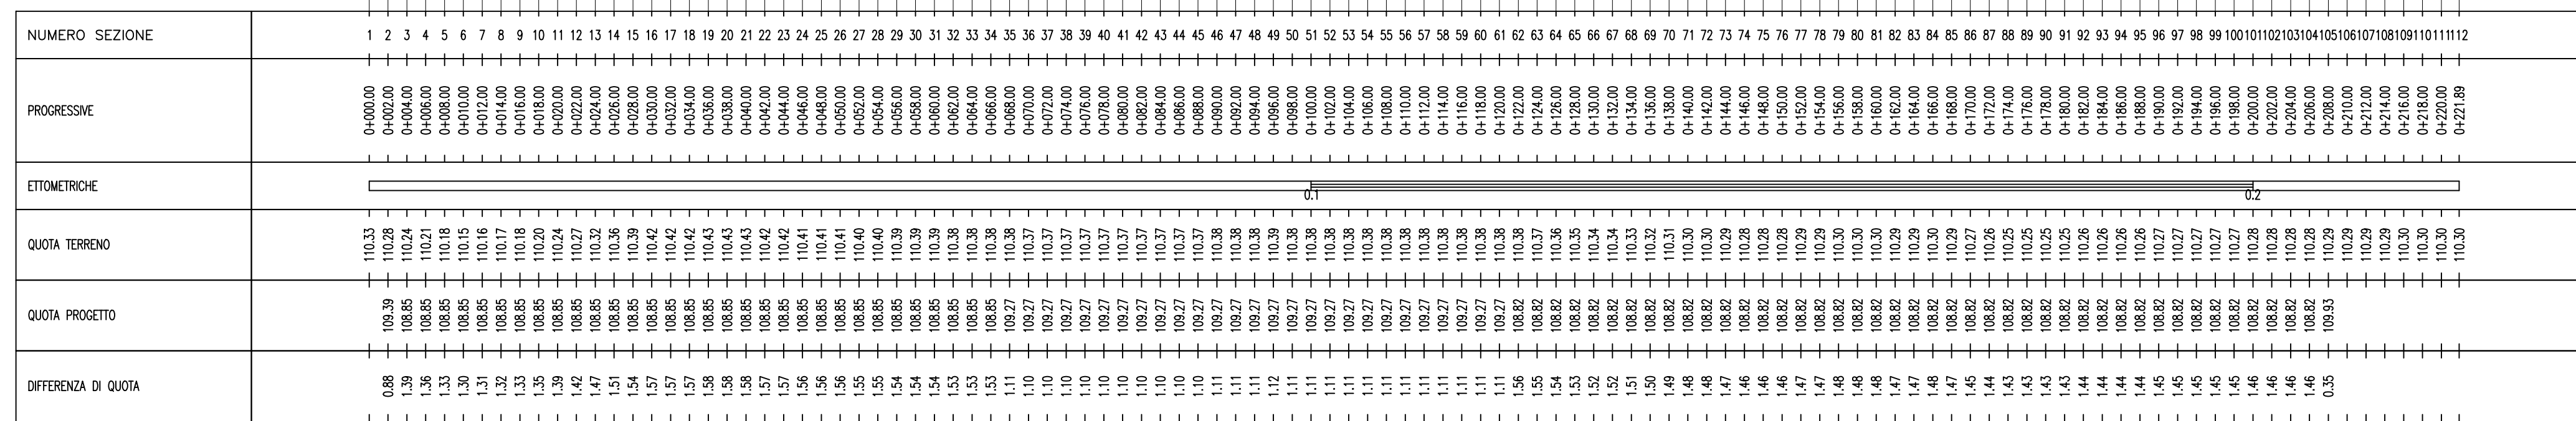 NUMERO SEZIONE 1 2 3 4 5 6 7 8 9 10 11 12 13 14 15 16 17 18 19 20 21 22 23 24 25 26 27 28 29 30 31 32 33 34 35 36 37 38 39 40 41 42 43 44 45 46 47 48 49 50 51 52 53 54 55 56 57 58 59 60 61 62 63 64 65 66 67 68 69 70 71 72 73 74 75 76 77 78 79 80 81 82 83 84 85 86 87 88 89 90 91 92 93 94 95 96 97 98 99 100 101 102 103 104 105 106 107 108 109 110 111 112
PROGRESSIVE 0+000.00 0+002.00 0+004.00 0+006.00 0+008.00 0+010.00 0+012.00 0+014.00 0+016.00 0+018.00 0+020.00 0+022.00 0+024.00 0+026.00 0+028.00 0+030.00 0+032.00 0+034.00 0+036.00 0+038.00 0+040.00 0+042.00 0+044.00 0+046.00 0+048.00 0+050.00 0+052.00 0+054.00 0+056.00 0+058.00 0+060.00 0+062.00 0+064.00 0+066.00 0+068.00 0+070.00 0+072.00 0+074.00 0+076.00 0+078.00 0+080.00 0+082.00 0+084.00 0+086.00 0+088.00 0+090.00 0+092.00 0+094.00 0+096.00 0+098.00 0+100.00 0+102.00 0+104.00 0+106.00 0+108.00 0+110.00 0+112.00 0+114.00 0+116.00 0+118.00 0+120.00 0+122.00 0+124.00 0+126.00 0+128.00 0+130.00 0+132.00 0+134.00 0+136.00 0+138.00 0+140.00 0+142.00 0+144.00 0+146.00 0+148.00 0+150.00 0+152.00 0+154.00 0+156.00 0+158.00 0+160.00 0+162.00 0+164.00 0+166.00 0+168.00 0+170.00 0+172.00 0+174.00 0+176.00 0+178.00 0+180.00 0+182.00 0+184.00 0+186.00 0+188.00 0+190.00 0+192.00 0+194.00 0+196.00 0+198.00 0+200.00 0+202.00 0+204.00 0+206.00 0+208.00 0+210.00 0+212.00 0+214.00 0+216.00 0+218.00 0+220.00 0+221.89
ETTOMETRICHE 0.1 0.2
QUOTA TERRENO 110.33 110.28 110.24 110.21 110.18 110.15 110.16 110.17 110.18 110.20 110.24 110.27 110.32 110.36 110.39 110.42 110.42 110.42 110.43 110.43 110.43 110.42 110.42 110.41 110.41 110.41 110.40 110.40 110.39 110.39 110.39 110.38 110.38 110.38 110.38 110.37 110.37 110.37 110.37 110.37 110.37 110.37 110.37 110.37 110.37 110.38 110.38 110.38 110.39 110.38 110.38 110.38 110.38 110.38 110.38 110.38 110.38 110.38 110.38 110.38 110.38 110.38 110.37 110.36 110.35 110.34 110.34 110.33 110.32 110.31 110.30 110.30 110.29 110.28 110.28 110.28 110.29 110.29 110.30 110.30 110.30 110.29 110.29 110.30 110.29 110.27 110.26 110.25 110.25 110.25 110.25 110.26 110.26 110.26 110.26 110.27 110.27 110.27 110.27 110.27 110.28 110.28 110.28 110.28 110.29 110.29 110.29 110.29 110.30 110.30 110.30 110.30
QUOTA PROGETTO 109.39 108.85 108.85 108.85 108.85 108.85 108.85 108.85 108.85 108.85 108.85 108.85 108.85 108.85 108.85 108.85 108.85 108.85 108.85 108.85 108.85 108.85 108.85 108.85 108.85 108.85 108.85 108.85 108.85 108.85 108.85 108.85 108.85 109.27 109.27 109.27 109.27 109.27 109.27 109.27 109.27 109.27 109.27 109.27 109.27 109.27 109.27 109.27 109.27 109.27 109.27 109.27 109.27 109.27 109.27 109.27 109.27 109.27 109.27 109.27 108.82 108.82 108.82 108.82 108.82 108.82 108.82 108.82 108.82 108.82 108.82 108.82 108.82 108.82 108.82 108.82 108.82 108.82 108.82 108.82 108.82 108.82 108.82 108.82 108.82 108.82 108.82 108.82 108.82 108.82 108.82 108.82 108.82 108.82 108.82 108.82 108.82 108.82 108.82 108.82 108.82 108.82 108.82 109.93
DIFFERENZA DI QUOTA 0.88 1.39 1.36 1.33 1.30 1.31 1.32 1.33 1.35 1.39 1.42 1.47 1.51 1.54 1.57 1.57 1.57 1.58 1.58 1.58 1.57 1.57 1.56 1.56 1.56 1.55 1.55 1.54 1.54 1.54 1.53 1.53 1.53 1.11 1.10 1.10 1.10 1.10 1.10 1.10 1.10 1.10 1.10 1.10 1.11 1.11 1.11 1.12 1.11 1.11 1.11 1.11 1.11 1.11 1.11 1.11 1.11 1.11 1.11 1.11 1.56 1.55 1.54 1.53 1.52 1.52 1.51 1.50 1.49 1.48 1.48 1.47 1.46 1.46 1.46 1.47 1.47 1.48 1.48 1.48 1.47 1.47 1.48 1.47 1.45 1.44 1.43 1.43 1.43 1.43 1.44 1.44 1.44 1.44 1.45 1.45 1.45 1.45 1.45 1.46 1.46 1.46 1.46 0.35